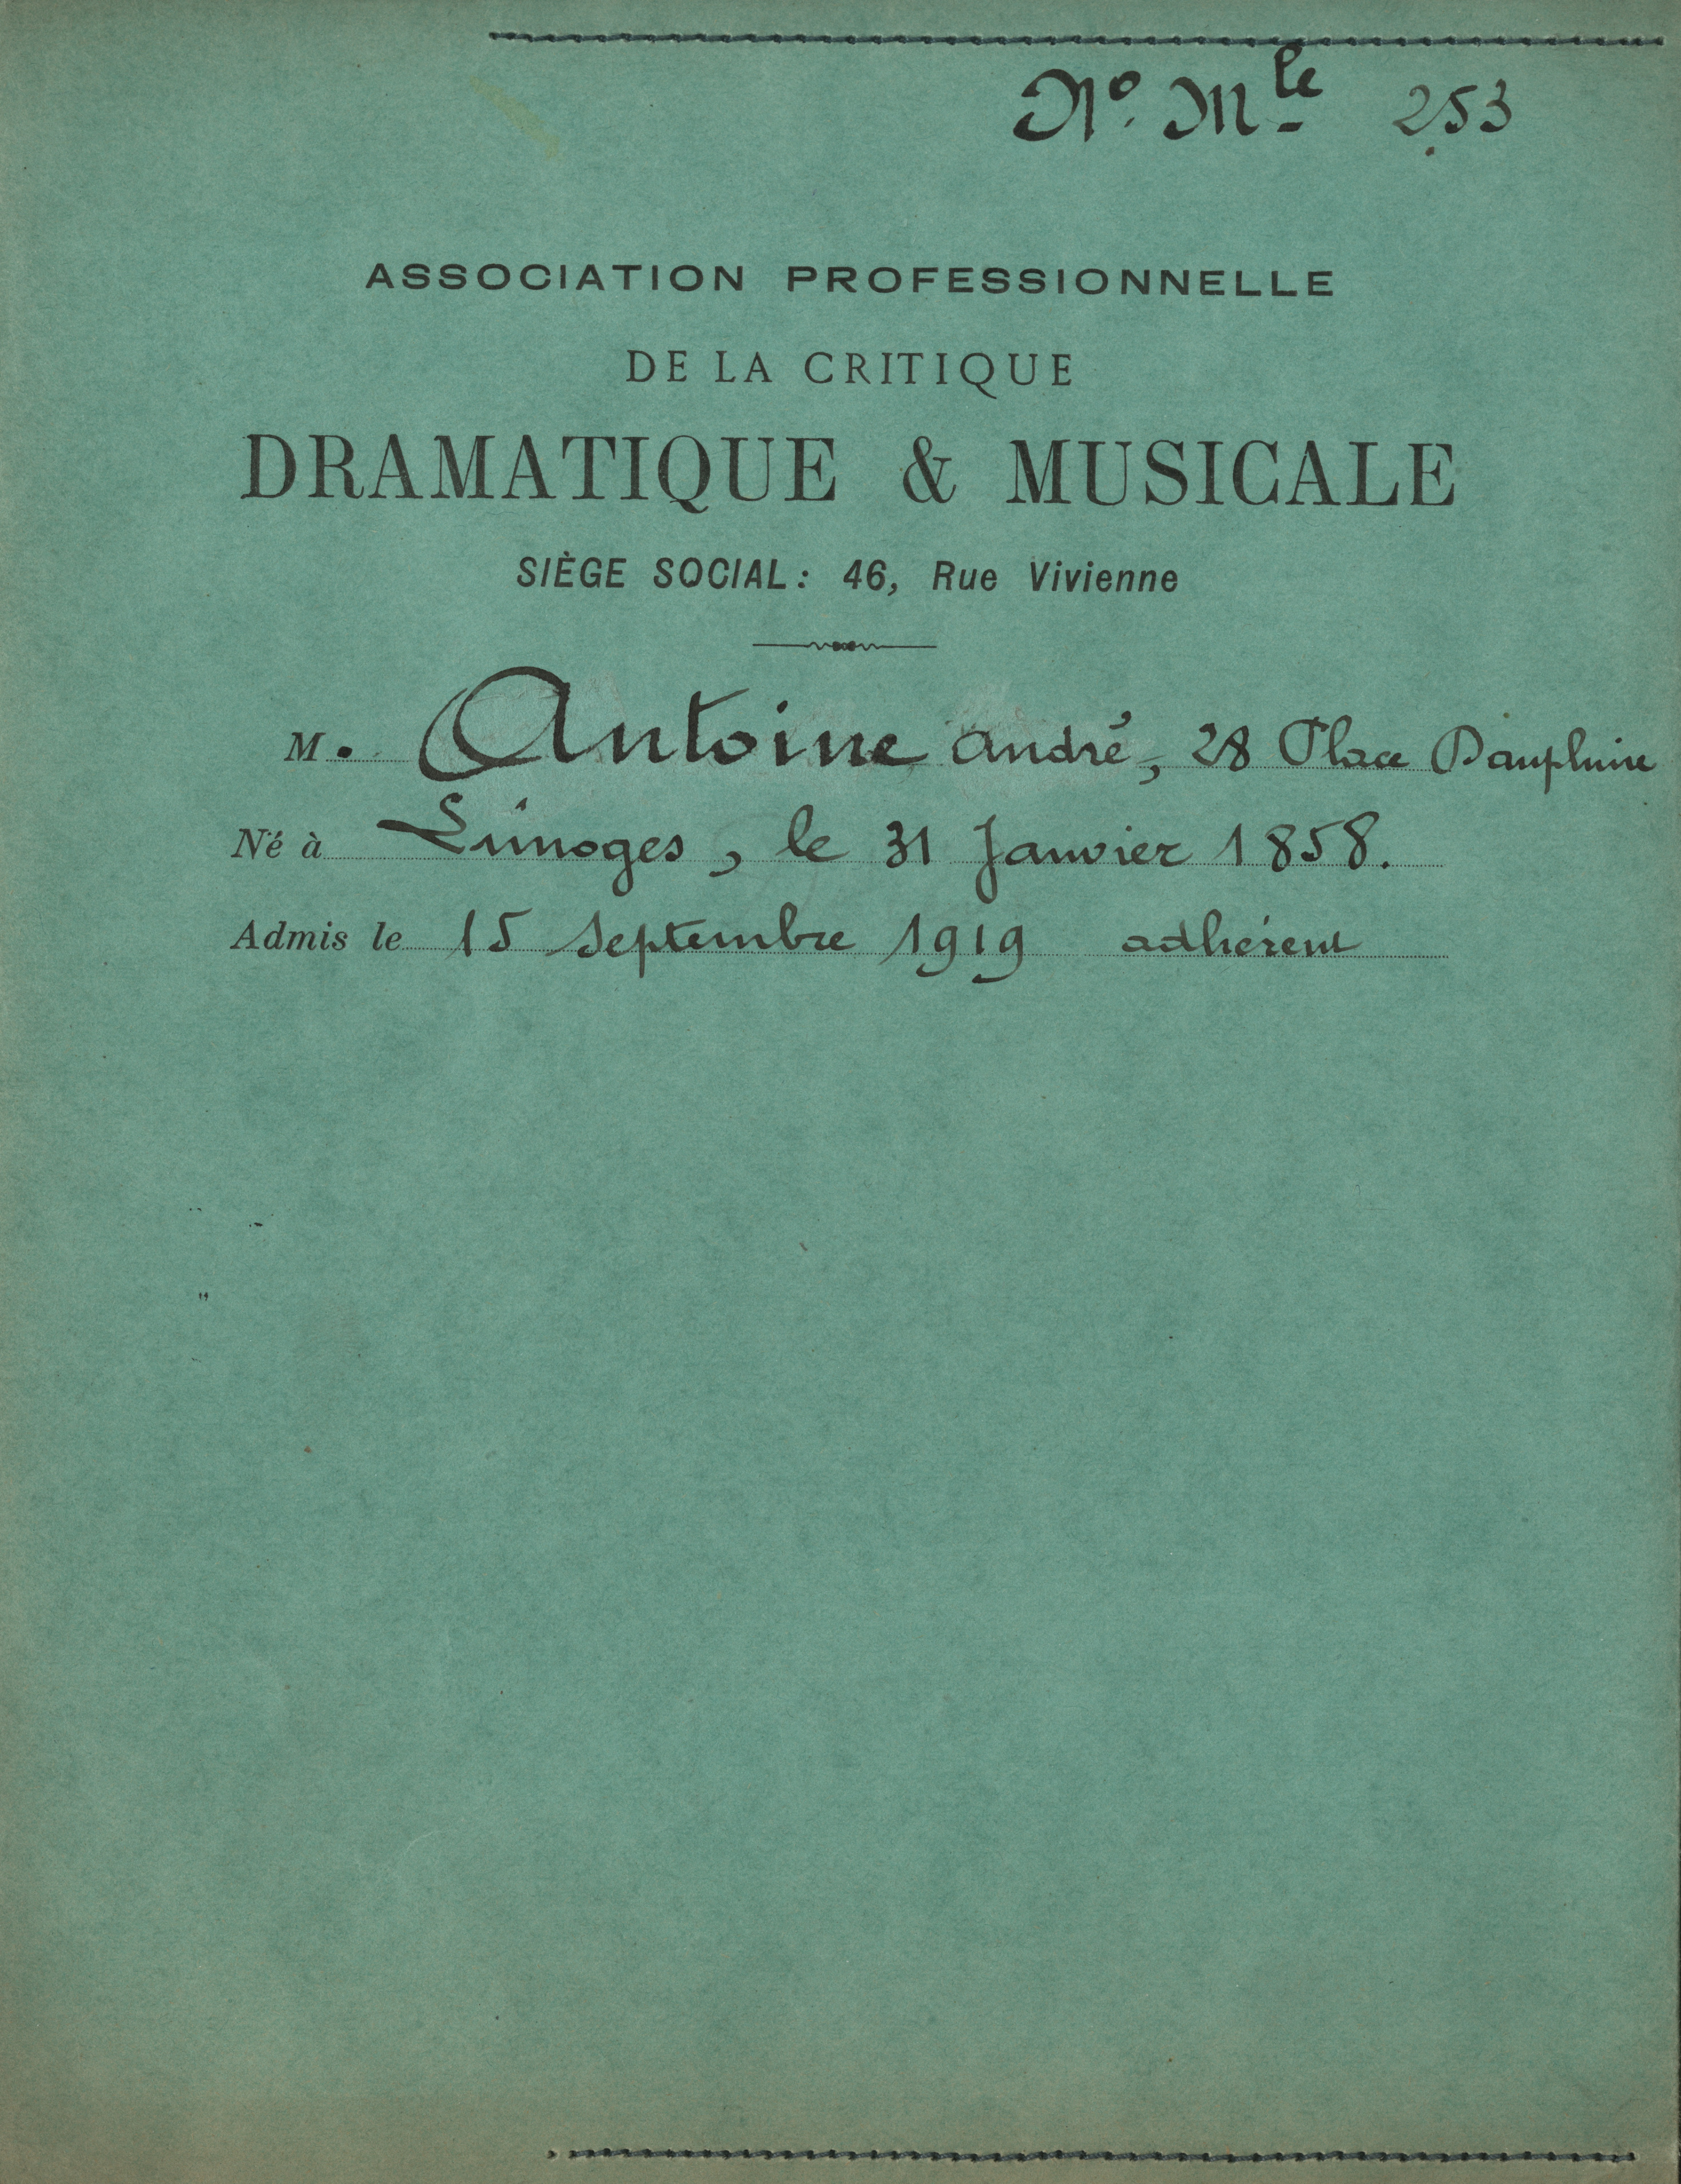 No. Mle 253
ASSOCIATION PROFESSIONNELLE
DE LA CRITIQUE
DRAMATIQUE & MUSICALE
SIÈGE SOCIAL: 46, Rue Vivienne
M. Antoine André, 28 Place Dauphine
Né à Limoges, le 31 Janvier 1858.
Admis le 15 Septembre 1919 adhérent